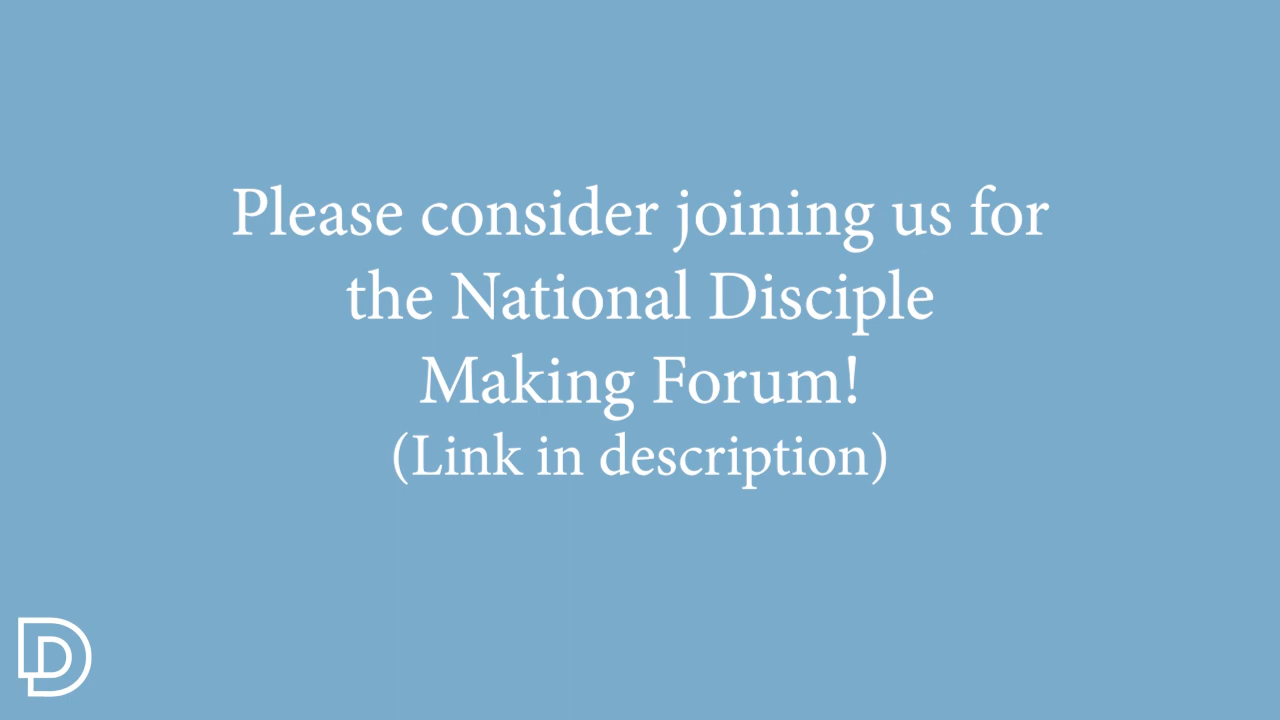 Please consider joining us for
the National Disciple
Making Forum!
(Link in description)